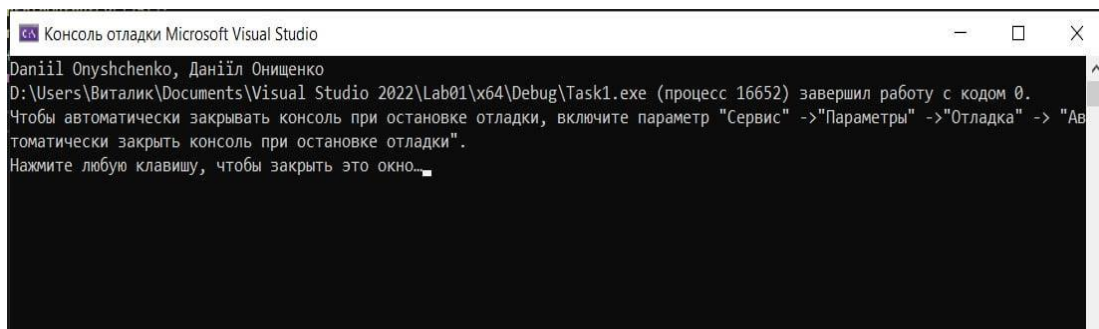 Консоль отладки Microsoft Visual Studio
Daniil Onyshchenko, Даніїл Онищенко
D:\Users\Виталик\Documents\Visual Studio 2022\Lab01\x64\Debug\Task1.exe (процесс 16652) завершил работу с кодом 0.
Чтобы автоматически закрывать консоль при остановке отладки, включите параметр "Сервис" ->"Параметры" ->"Отладка" -> "Ав
томатически закрыть консоль при остановке отладки".
Нажмите любую клавишу, чтобы закрыть это окно…